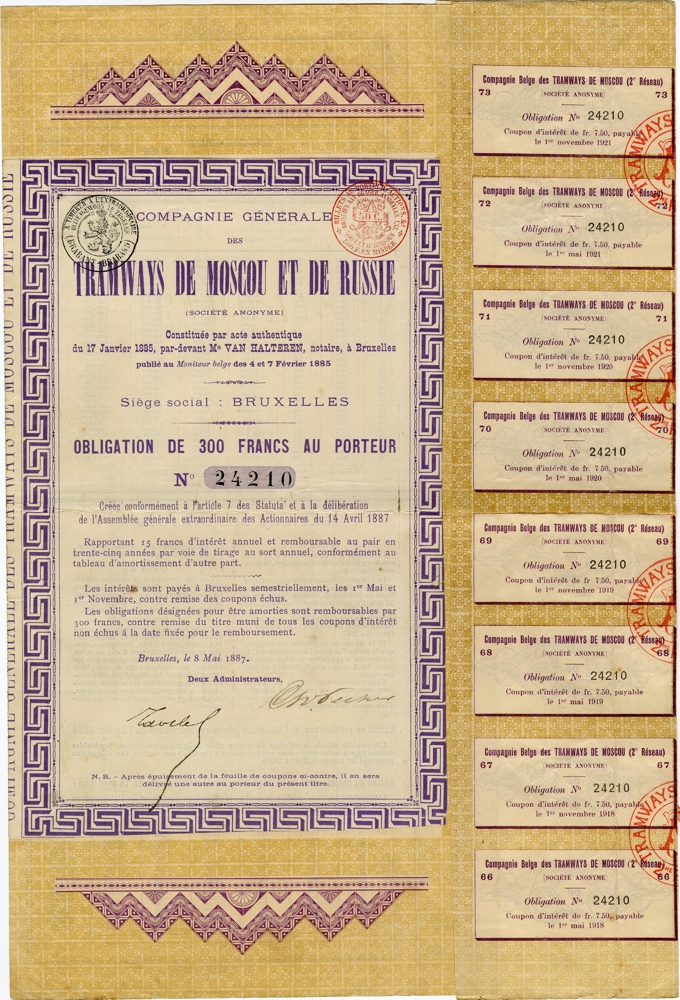 COMPAGNIE GÉNÉRALE
DES
TRAMWAYS DE MOSCOU ET DE RUSSIE
(SOCIÉTÉ ANONYME)
Constituée par acte authentique
du 17 Janvier 1885, par-devant Me VAN HALTEREN, notaire, à Bruxelles
publié au Moniteur belge des 4 et 7 Février 1885
Siège social : BRUXELLES
OBLIGATION DE 300 FRANCS AU PORTEUR
No 24210
Créée conformément à l'article 7 des Statuts et à la délibération
de l'Assemblée générale extraordinaire des Actionnaires du 14 Avril 1887
Rapportant 15 francs d'intérêt annuel et remboursable au pair en
trente-cinq années par voie de tirage au sort annuel, conformément au
tableau d'amortissement d'autre part.
Les intérêts sont payés à Bruxelles semestriellement, les 1er Mai et
1er Novembre, contre remise des coupons échus.
Les obligations désignées pour être amorties sont remboursables par
300 francs, contre remise du titre muni de tous les coupons d'intérêt
non échus à la date fixée pour le remboursement.
Bruxelles, le 8 Mai 1887.
Deux Administrateurs,
N. B. - Après épuisement de la feuille de coupons ci-contre, il en sera
délivré une autre au porteur du présent titre.
COMPAGNIE GÉNÉRALE DES TRAMWAYS DE MOSCOU ET DE RUSSIE
Compagnie Belge des TRAMWAYS DE MOSCOU (2e Réseau)
73 (SOCIÉTÉ ANONYME) 73
Obligation No 24210
Coupon d'intérêt de fr. 7.50, payable
le 1er novembre 1921
Compagnie Belge des TRAMWAYS DE MOSCOU (2e Réseau)
72 (SOCIÉTÉ ANONYME) 72
Obligation No 24210
Coupon d'intérêt de fr. 7.50, payable
le 1er mai 1921
Compagnie Belge des TRAMWAYS DE MOSCOU (2e Réseau)
71 (SOCIÉTÉ ANONYME) 71
Obligation No 24210
Coupon d'intérêt de fr. 7.50, payable
le 1er novembre 1920
Compagnie Belge des TRAMWAYS DE MOSCOU (2e Réseau)
70 (SOCIÉTÉ ANONYME) 70
Obligation No 24210
Coupon d'intérêt de fr. 7.50, payable
le 1er mai 1920
Compagnie Belge des TRAMWAYS DE MOSCOU (2e Réseau)
69 (SOCIÉTÉ ANONYME) 69
Obligation No 24210
Coupon d'intérêt de fr. 7.50, payable
le 1er novembre 1919
Compagnie Belge des TRAMWAYS DE MOSCOU (2e Réseau)
68 (SOCIÉTÉ ANONYME) 68
Obligation No 24210
Coupon d'intérêt de fr. 7.50, payable
le 1er mai 1919
Compagnie Belge des TRAMWAYS DE MOSCOU (2e Réseau)
67 (SOCIÉTÉ ANONYME) 67
Obligation No 24210
Coupon d'intérêt de fr. 7.50, payable
le 1er novembre 1918
Compagnie Belge des TRAMWAYS DE MOSCOU (2e Réseau)
66 (SOCIÉTÉ ANONYME) 66
Obligation No 24210
Coupon d'intérêt de fr. 7.50, payable
le 1er mai 1918
TRAMWAYS
TRAMWAYS
TRAMWAYS
TRAMWAYS